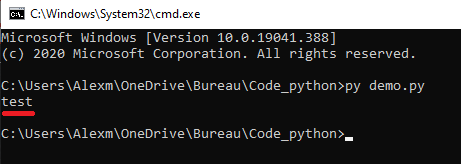 C:\Windows\System32\cmd.exe
Microsoft Windows [Version 10.0.19041.388]
(c) 2020 Microsoft Corporation. All rights reserved.
C:\Users\Alexm\OneDrive\Bureau\Code_python>py demo.py
test
C:\Users\Alexm\OneDrive\Bureau\Code_python>